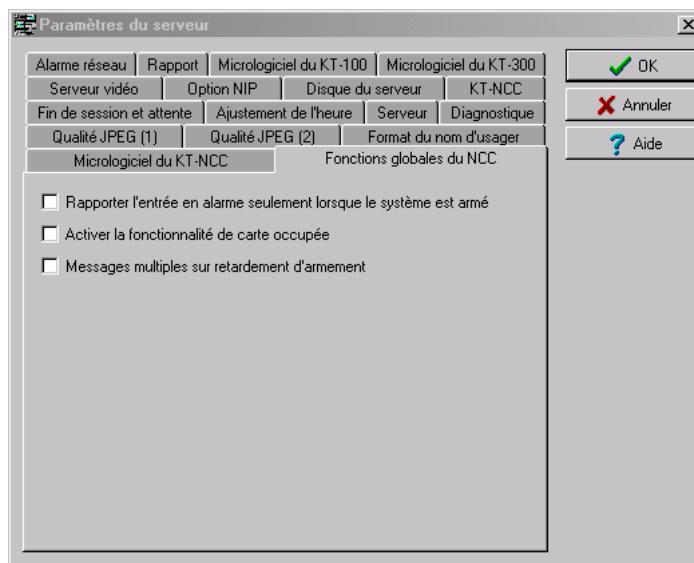 Paramètres du serveur
Alarme réseau Rapport Micrologiciel du KT-100 Micrologiciel du KT-300
Serveur vidéo Option NIP Disque du serveur KT-NCC
Fin de session et attente Ajustement de l'heure Serveur Diagnostique
Qualité JPEG (1) Qualité JPEG (2) Format du nom d'usager
Micrologiciel du KT-NCC Fonctions globales du NCC
Rapporter l'entrée en alarme seulement lorsque le système est armé
Activer la fonctionnalité de carte occupée
Messages multiples sur retardement d'armement
OK
Annuler
Aide